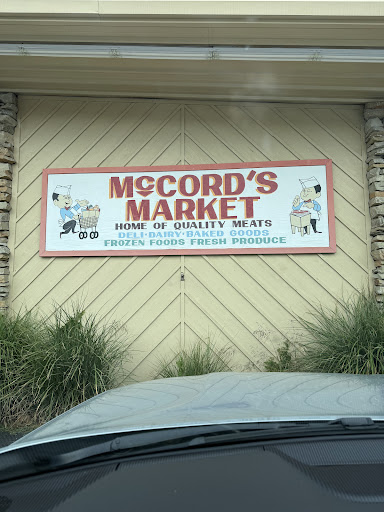 McCORD'S
MARKET
HOME OF QUALITY MEATS
DELI·DAIRY·BAKED GOODS
FROZEN FOODS FRESH PRODUCE